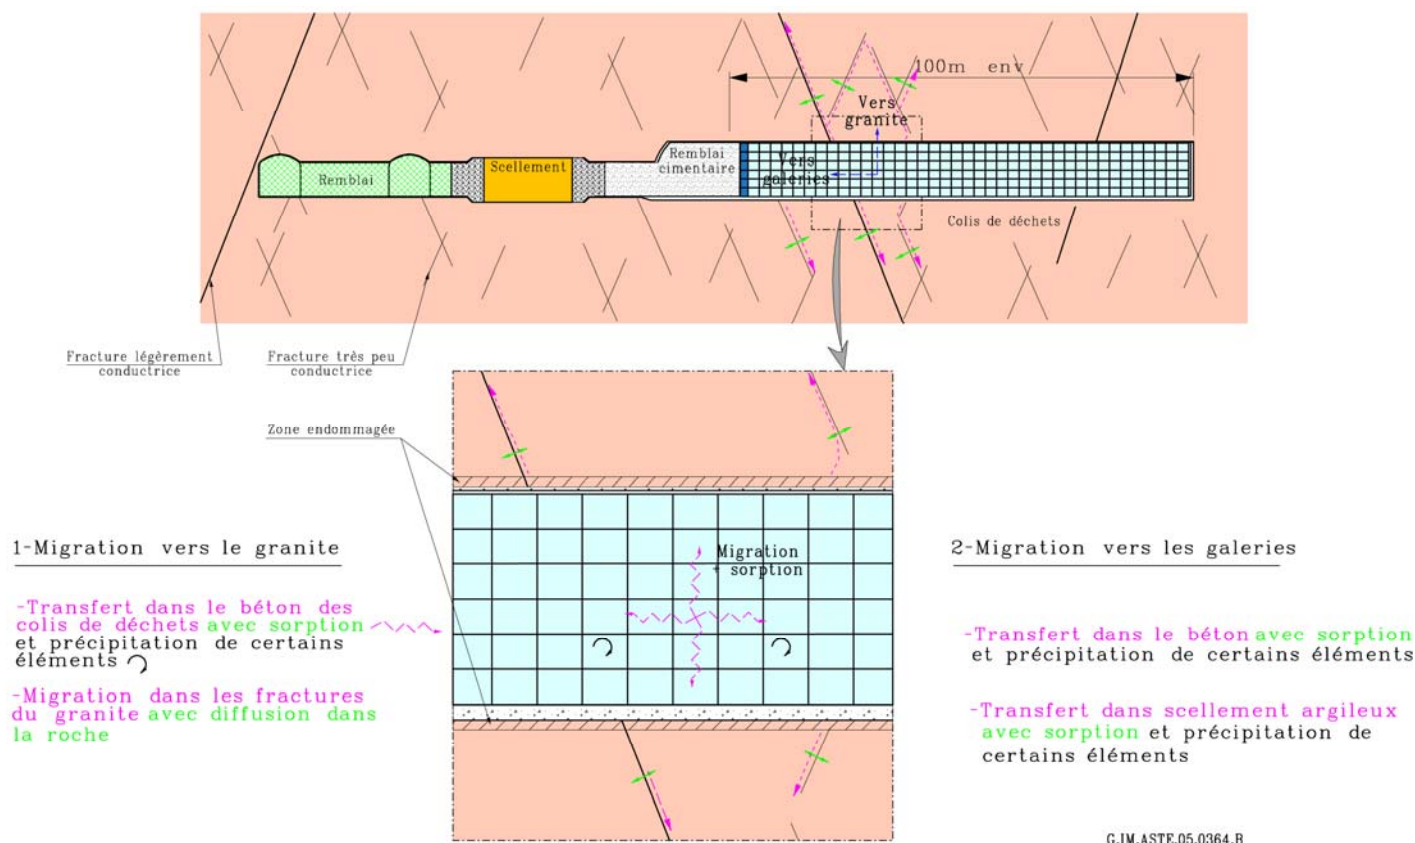 100m env
Vers
granite
Remblai
cimentaire
Scellement
Vers
galeries
Remblai
Colis de déchets
Fracture légèrement
conductrice
Fracture très peu
conductrice
Zone endommagée
1-Migration vers le granite
-Transfert dans le béton des
colis de déchets avec sorption
et précipitation de certains
éléments
-Migration dans les fractures
du granite avec diffusion dans
la roche
Migration
+ sorption
2-Migration vers les galeries
-Transfert dans le béton avec sorption
et précipitation de certains éléments
-Transfert dans scellement argileux
avec sorption et précipitation de
certains éléments
G.IM.ASTE.05.0364.B